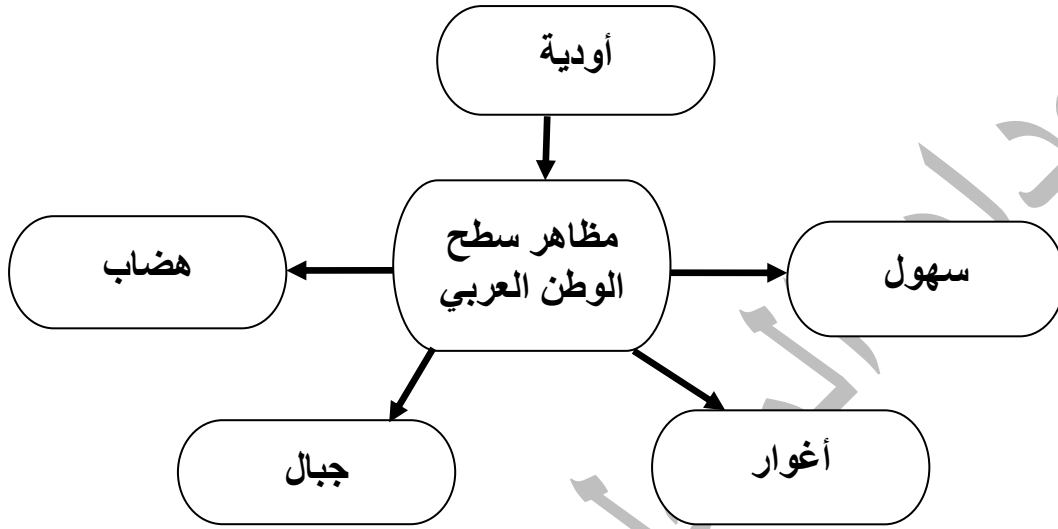 أودية
مظاهر سطح
الوطن العربي
سهول
هضاب
أغوار
جبال